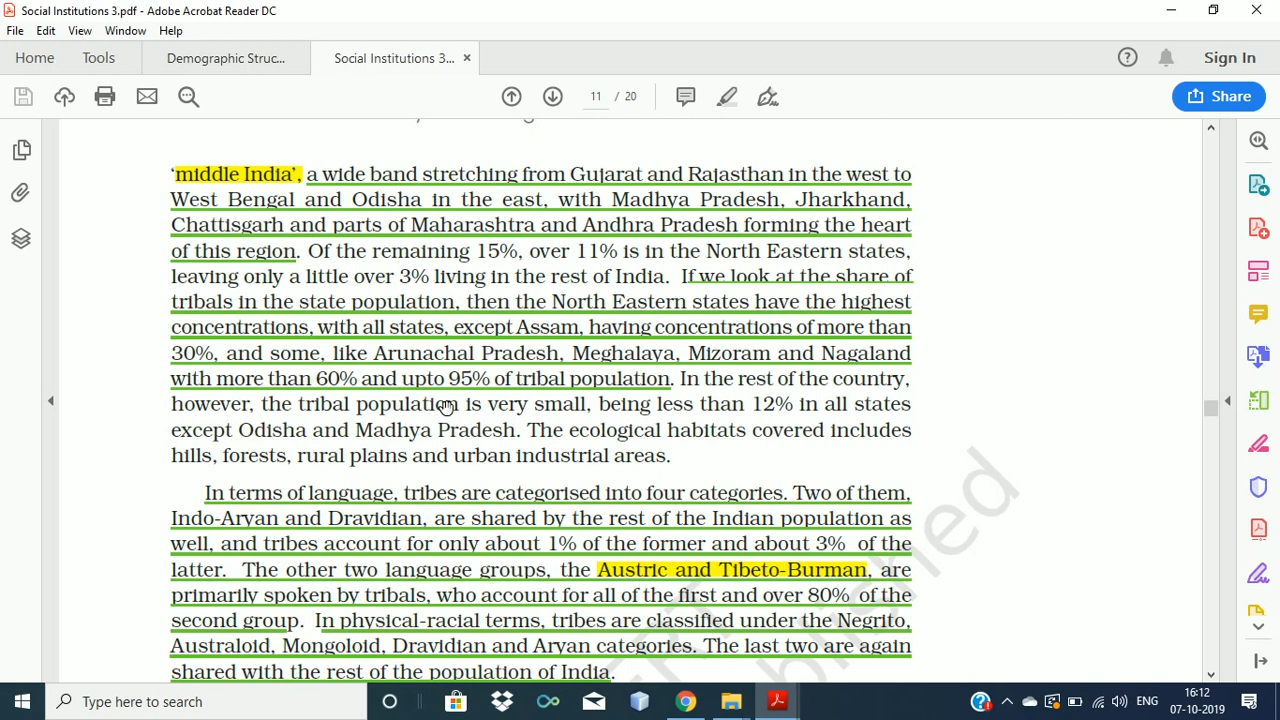 Social Institutions 3.pdf - Adobe Acrobat Reader DC
File Edit View Window Help
Home Tools Demographic Struc... Social Institutions 3... × Sign In
11 / 20 Share
‘middle India’, a wide band stretching from Gujarat and Rajasthan in the west to
West Bengal and Odisha in the east, with Madhya Pradesh, Jharkhand,
Chattisgarh and parts of Maharashtra and Andhra Pradesh forming the heart
of this region. Of the remaining 15%, over 11% is in the North Eastern states,
leaving only a little over 3% living in the rest of India. If we look at the share of
tribals in the state population, then the North Eastern states have the highest
concentrations, with all states, except Assam, having concentrations of more than
30%, and some, like Arunachal Pradesh, Meghalaya, Mizoram and Nagaland
with more than 60% and upto 95% of tribal population. In the rest of the country,
however, the tribal population is very small, being less than 12% in all states
except Odisha and Madhya Pradesh. The ecological habitats covered includes
hills, forests, rural plains and urban industrial areas.
In terms of language, tribes are categorised into four categories. Two of them,
Indo-Aryan and Dravidian, are shared by the rest of the Indian population as
well, and tribes account for only about 1% of the former and about 3% of the
latter. The other two language groups, the Austric and Tibeto-Burman, are
primarily spoken by tribals, who account for all of the first and over 80% of the
second group. In physical-racial terms, tribes are classified under the Negrito,
Australoid, Mongoloid, Dravidian and Aryan categories. The last two are again
shared with the rest of the population of India.
Type here to search
ENG
16:12
07-10-2019